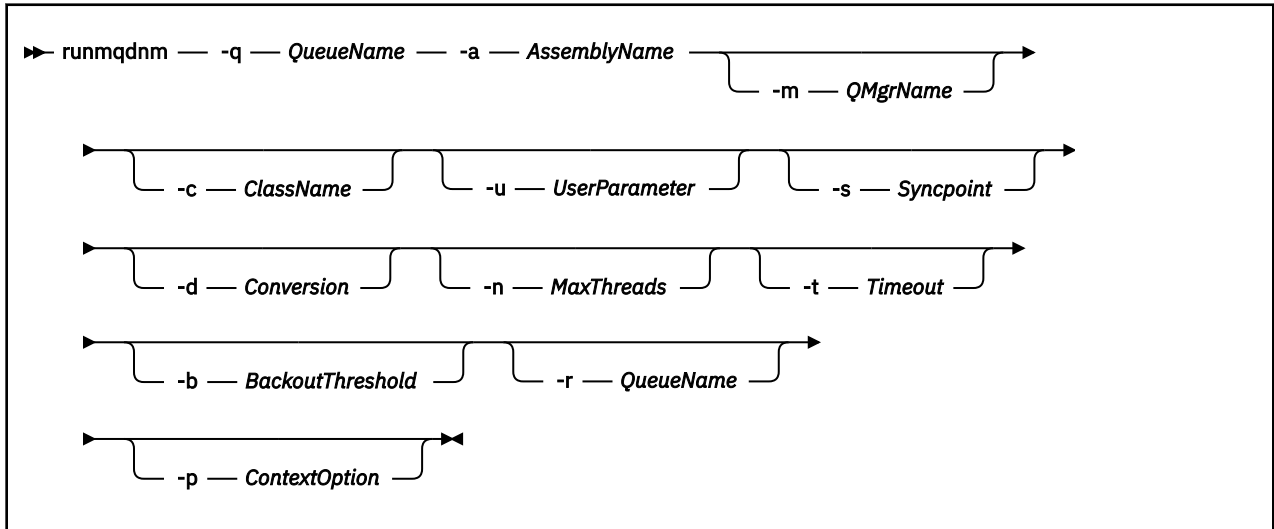 runmqdnm -q QueueName -a AssemblyName
-m QMgrName
-c ClassName -u UserParameter -s Syncpoint
-d Conversion -n MaxThreads -t Timeout
-b BackoutThreshold -r QueueName
-p ContextOption